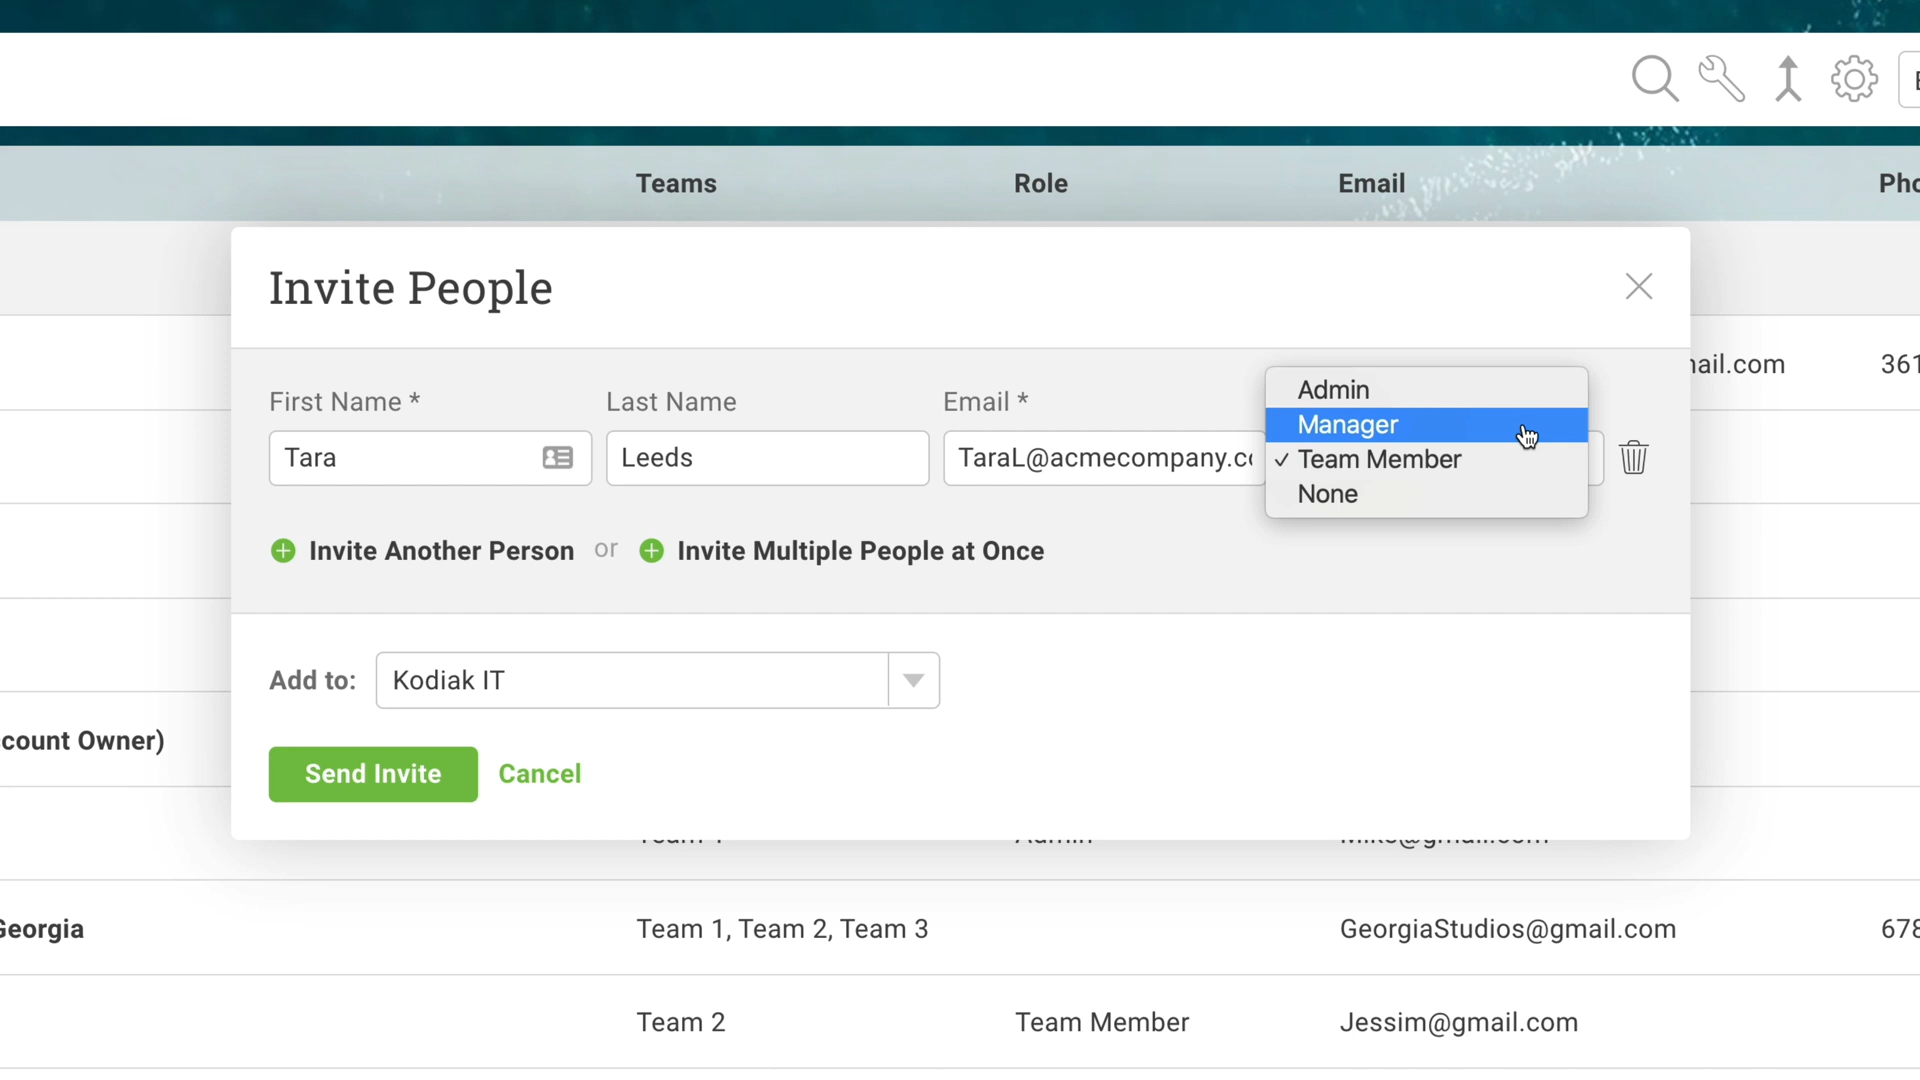 Teams Role Email
Invite People
First Name * Last Name Email *
Admin
Manager
✓ Team Member
None
Tara Leeds TaraL@acmecompany.co
Invite Another Person or Invite Multiple People at Once
Add to: Kodiak IT
Send Invite Cancel
ail.com 361
count Owner)
Georgia Team 1, Team 2, Team 3 GeorgiaStudios@gmail.com 678
Team 2 Team Member Jessim@gmail.com